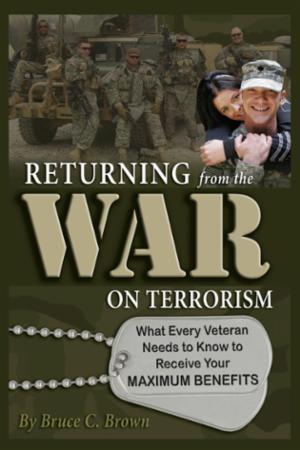 RETURNING from the
WAR
ON TERRORISM
What Every Veteran
Needs to Know to
Receive Your
MAXIMUM BENEFITS
By Bruce C. Brown